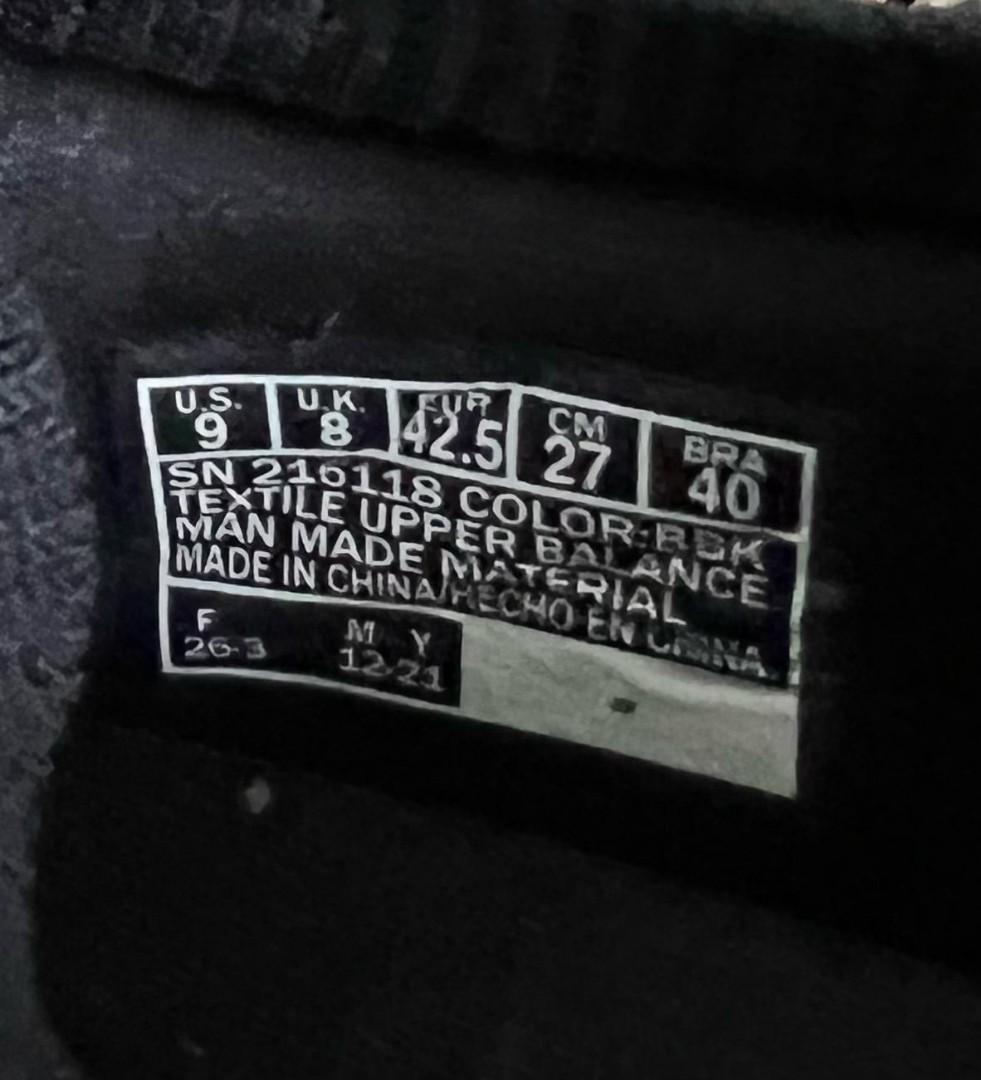 U.S. U.K. EUR CM BRA
9 8 42.5 27 40
SN 216118 COLOR:BBK
TEXTILE UPPER BALANCE
MAN MADE MATERIAL
MADE IN CHINA/HECHO EN CHINA
F M Y
26-3 12-21